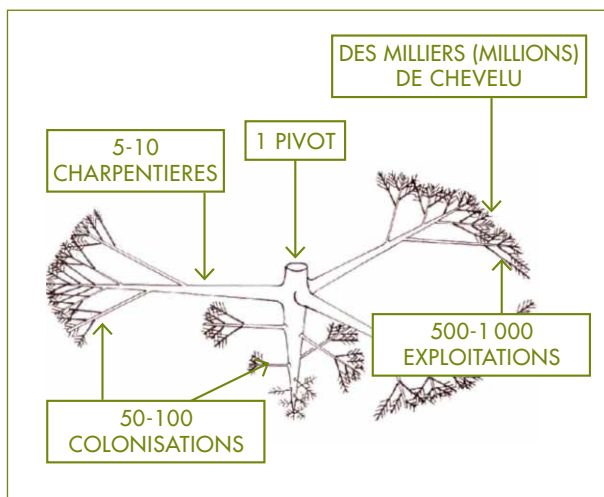 DES MILLIERS (MILLIONS)
DE CHEVELU
5-10
CHARPENTIERES
1 PIVOT
500-1 000
EXPLOITATIONS
50-100
COLONISATIONS